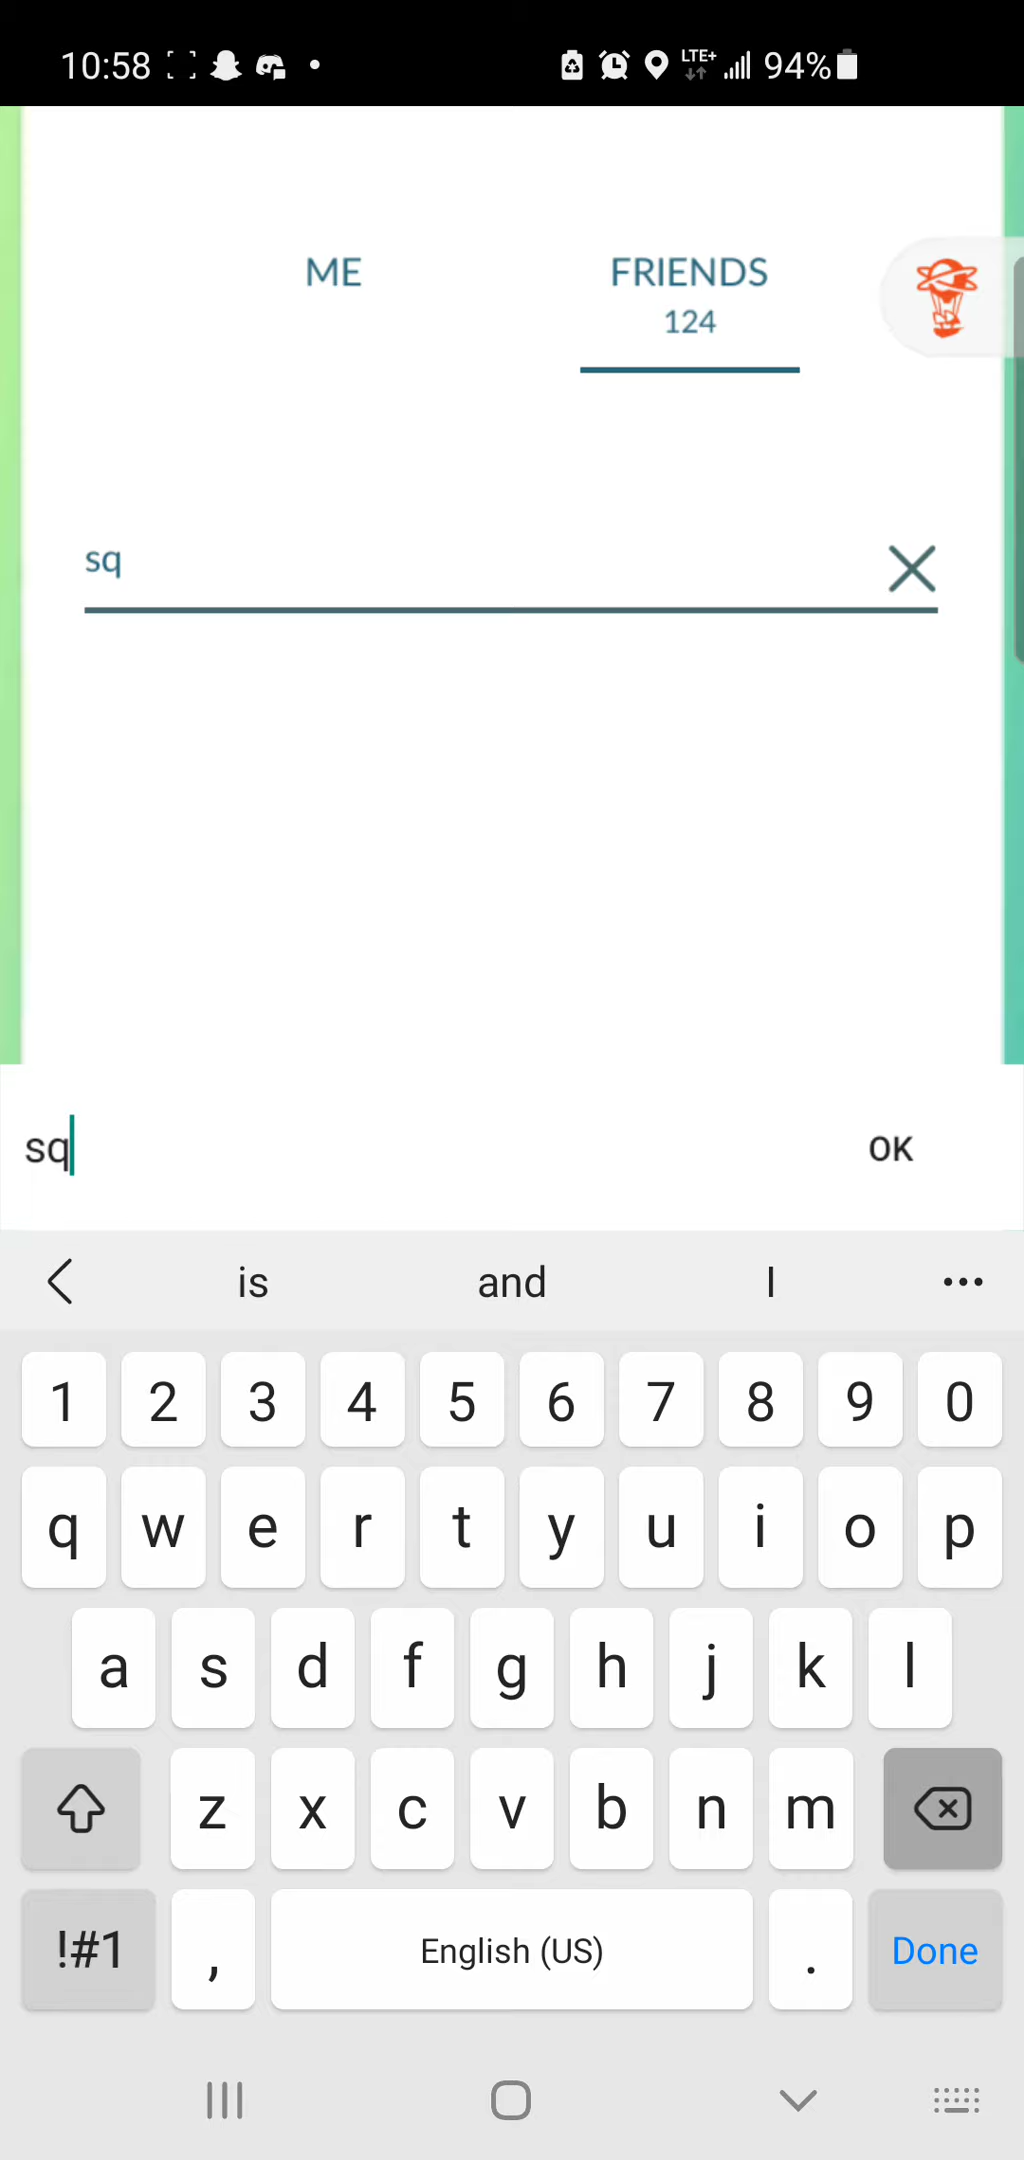 10:58 LTE+ 94%
ME FRIENDS
124
sq
sq OK
is and I
1 2 3 4 5 6 7 8 9 0
q w e r t y u i o p
a s d f g h j k l
z x c v b n m
!#1 , English (US) . Done